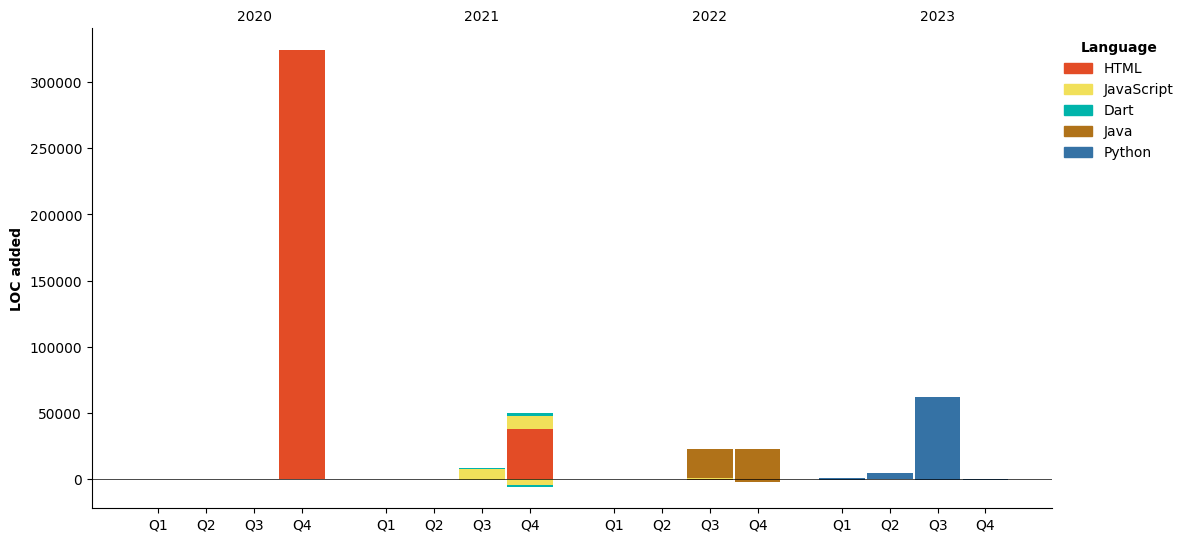 2020 2021 2022 2023
Language
HTML
JavaScript
Dart
Java
Python
LOC added
300000
250000
200000
150000
100000
50000
0
Q1 Q2 Q3 Q4 Q1 Q2 Q3 Q4 Q1 Q2 Q3 Q4 Q1 Q2 Q3 Q4